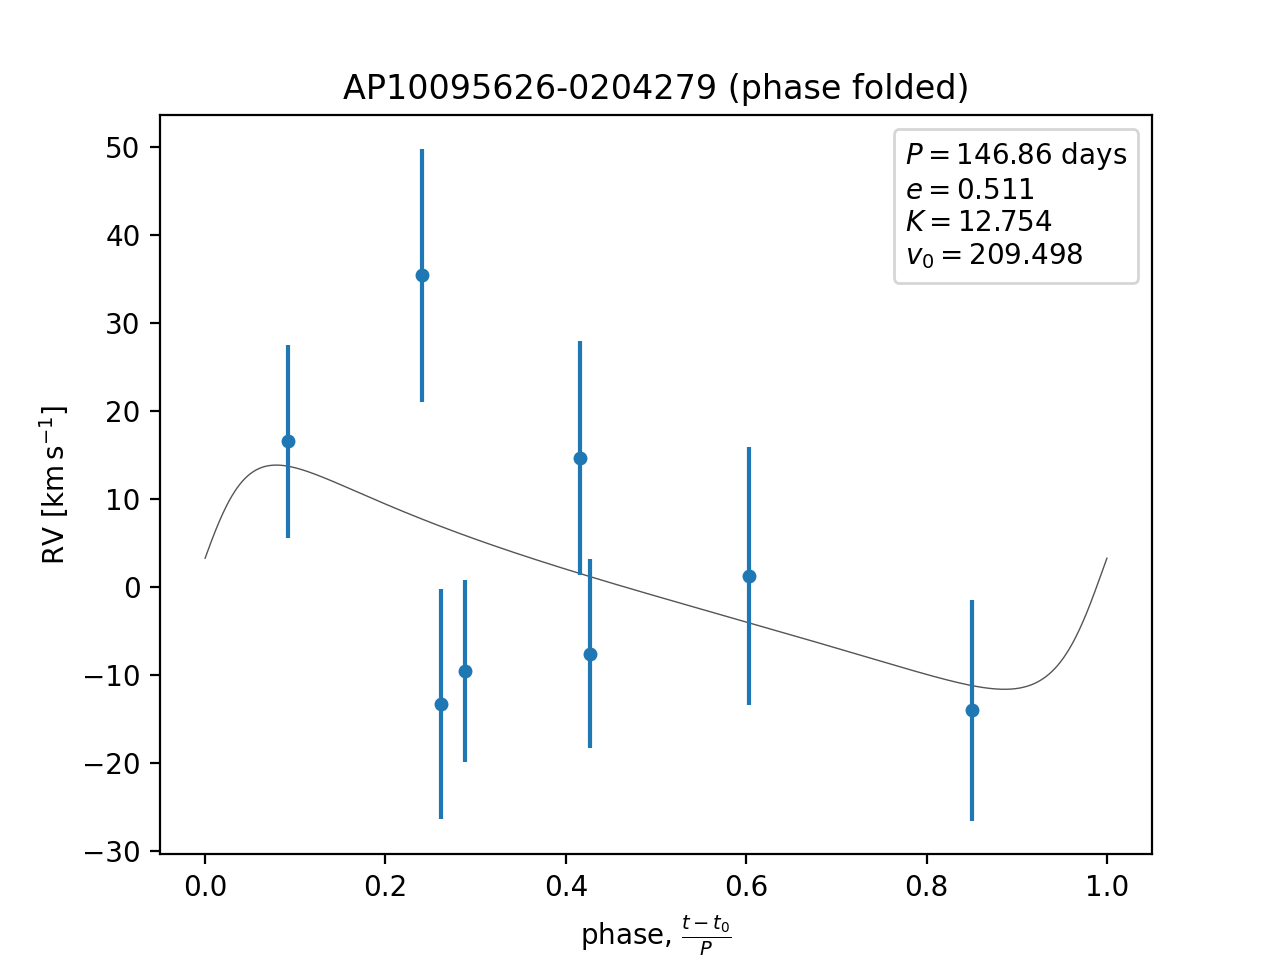 AP10095626-0204279 (phase folded)
P = 146.86 days
e = 0.511
K = 12.754
v₀ = 209.498
RV [km s⁻¹]
50
40
30
20
10
0
−10
−20
−30
0.0 0.2 0.4 0.6 0.8 1.0
phase, (t − t₀)/P